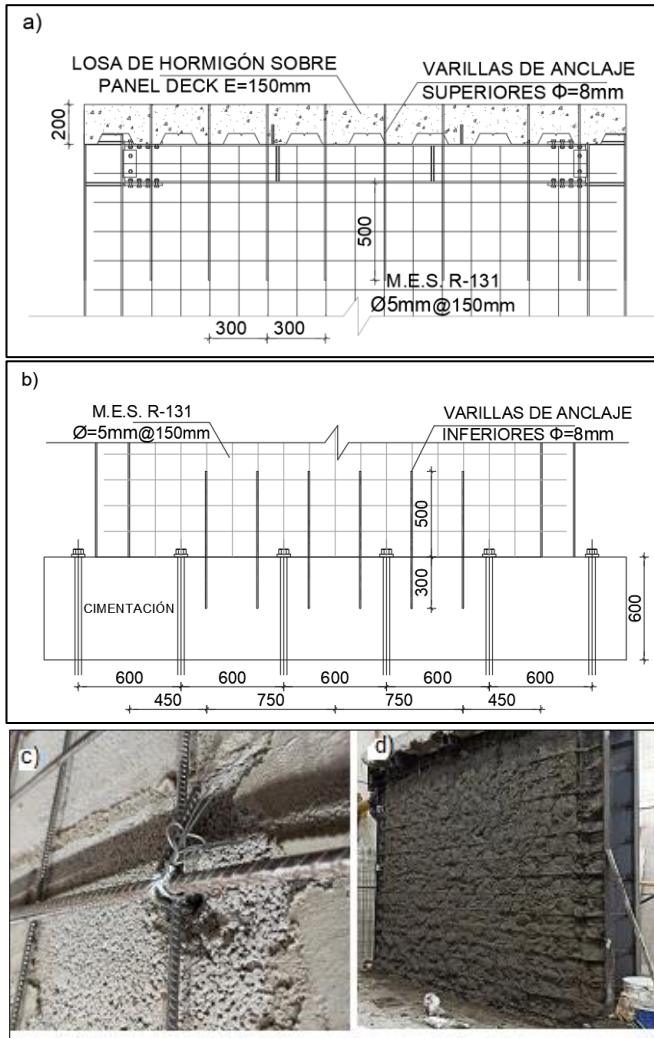 a)
LOSA DE HORMIGÓN SOBRE
PANEL DECK E=150mm
VARILLAS DE ANCLAJE
SUPERIORES Φ=8mm
200
500
M.E.S. R-131
Ø5mm@150mm
300 300
b)
M.E.S. R-131
Ø=5mm@150mm
VARILLAS DE ANCLAJE
INFERIORES Φ=8mm
500
300
CIMENTACIÓN
600
600 600 600 600 600
450 750 750 450
c)
d)